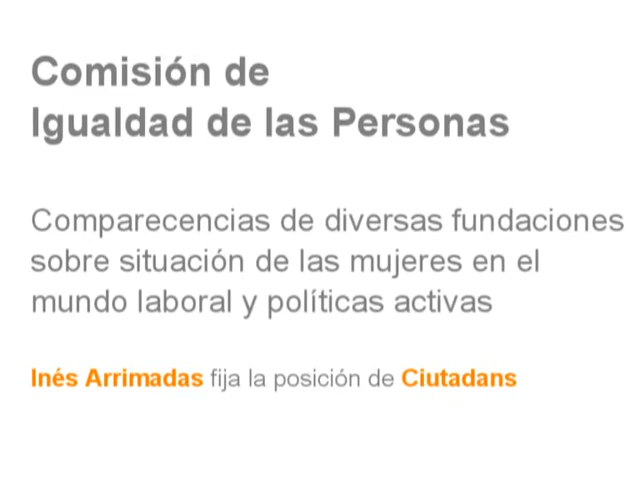 Comisión de
Igualdad de las Personas
Comparecencias de diversas fundaciones
sobre situación de las mujeres en el
mundo laboral y políticas activas
Inés Arrimadas fija la posición de Ciutadans